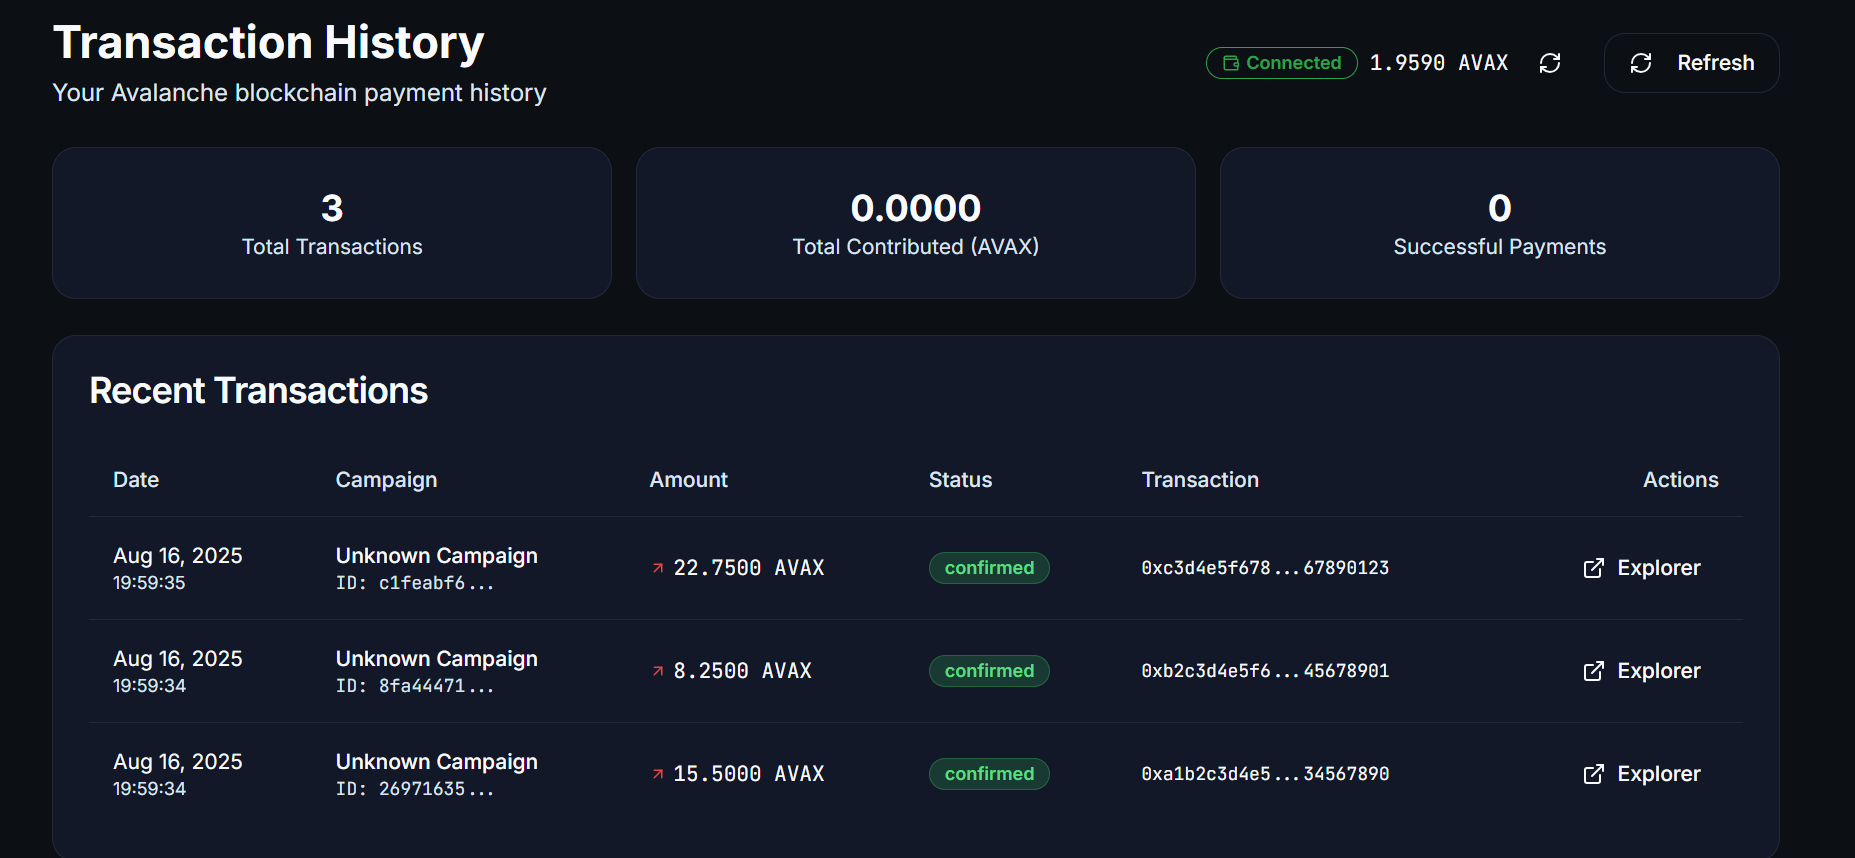 Transaction History
Your Avalanche blockchain payment history
Connected 1.9590 AVAX Refresh
3
Total Transactions
0.0000
Total Contributed (AVAX)
0
Successful Payments
Recent Transactions
Date Campaign Amount Status Transaction Actions
Aug 16, 2025 Unknown Campaign 22.7500 AVAX confirmed 0xc3d4e5f678...67890123 Explorer
19:59:35 ID: c1feabf6...
Aug 16, 2025 Unknown Campaign 8.2500 AVAX confirmed 0xb2c3d4e5f6...45678901 Explorer
19:59:34 ID: 8fa44471...
Aug 16, 2025 Unknown Campaign 15.5000 AVAX confirmed 0xa1b2c3d4e5...34567890 Explorer
19:59:34 ID: 26971635...